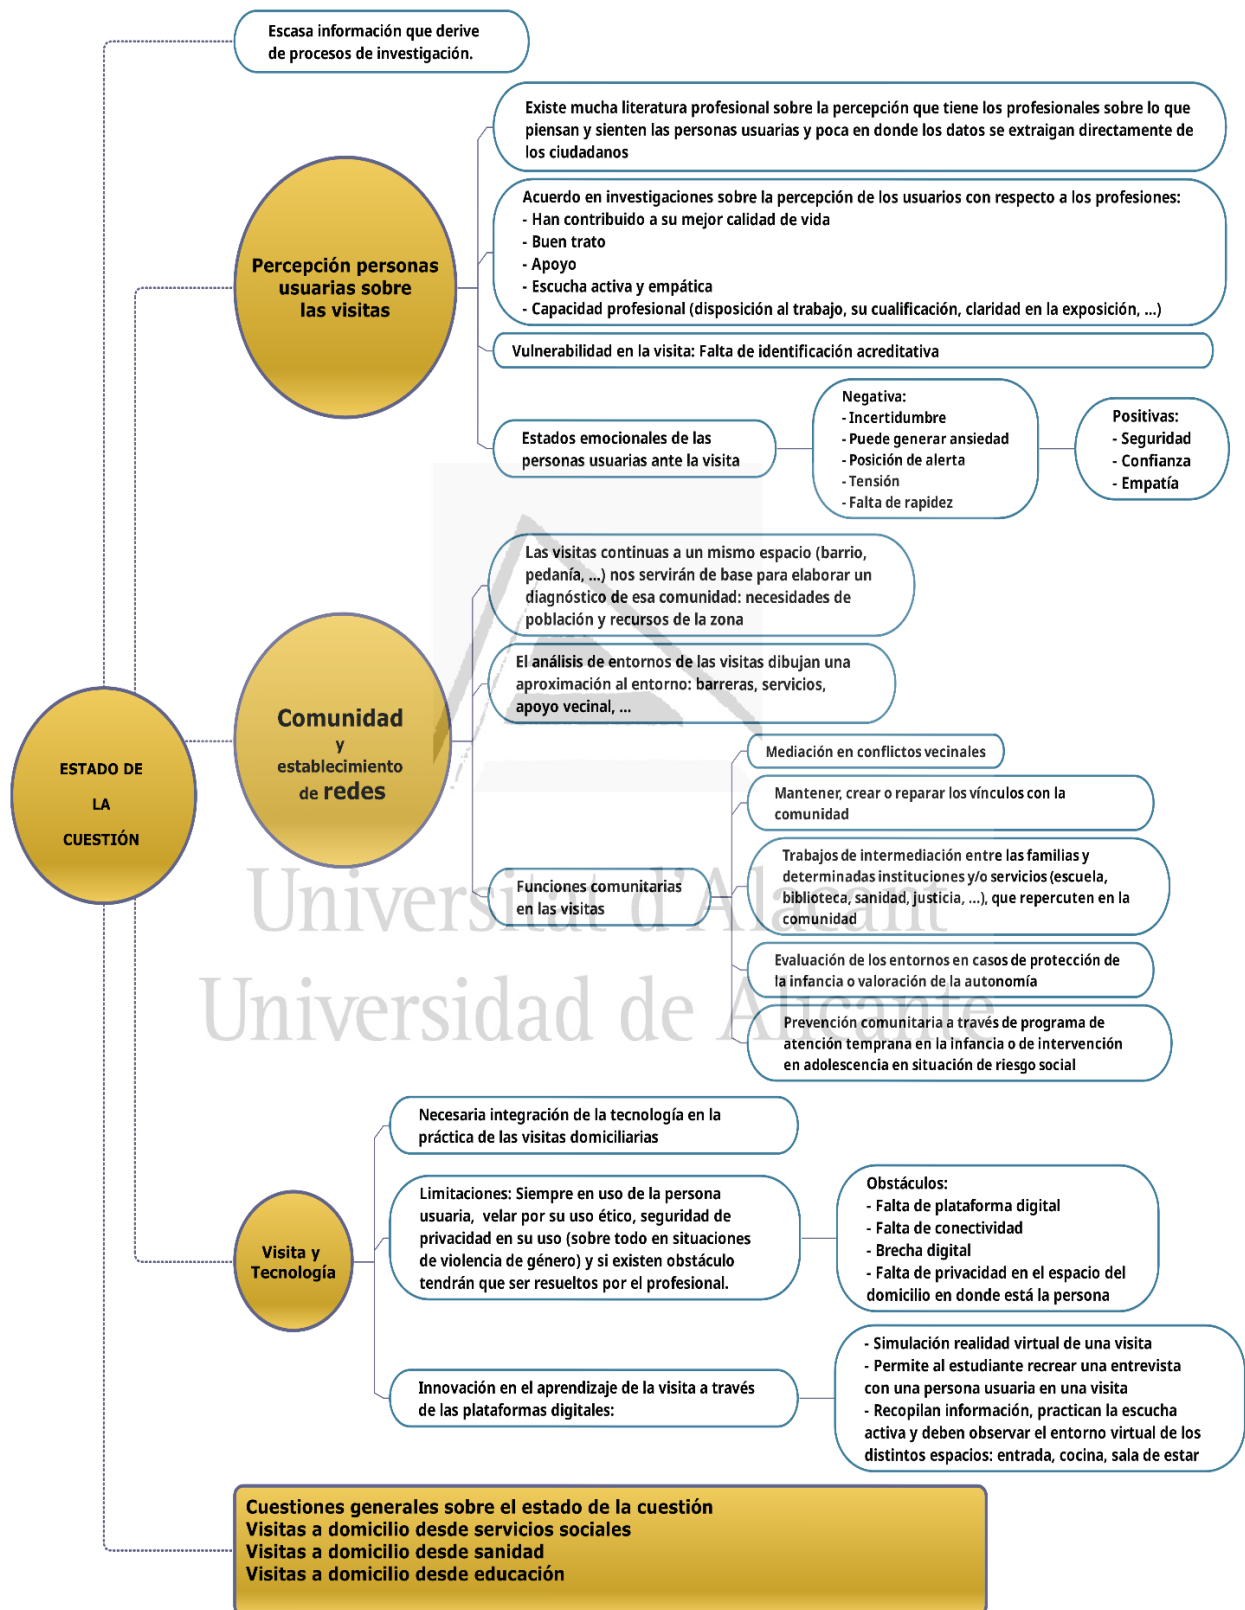 Escasa información que derive
de procesos de investigación.
Existe mucha literatura profesional sobre la percepción que tiene los profesionales sobre lo que
piensan y sienten las personas usuarias y poca en donde los datos se extraigan directamente de
los ciudadanos
Percepción personas
usuarias sobre
las visitas
Acuerdo en investigaciones sobre la percepción de los usuarios con respecto a los profesiones:
- Han contribuido a su mejor calidad de vida
- Buen trato
- Apoyo
- Escucha activa y empática
- Capacidad profesional (disposición al trabajo, su cualificación, claridad en la exposición, ...)
Vulnerabilidad en la visita: Falta de identificación acreditativa
Estados emocionales de las
personas usuarias ante la visita
Negativa:
- Incertidumbre
- Puede generar ansiedad
- Posición de alerta
- Tensión
- Falta de rapidez
Positivas:
- Seguridad
- Confianza
- Empatía
Las visitas continuas a un mismo espacio (barrio,
pedanía, ...) nos servirán de base para elaborar un
diagnóstico de esa comunidad: necesidades de
población y recursos de la zona
El análisis de entornos de las visitas dibujan una
aproximación al entorno: barreras, servicios,
apoyo vecinal, ...
Comunidad
y
establecimiento
de redes
ESTADO DE
LA
CUESTIÓN
Funciones comunitarias
en las visitas
Mediación en conflictos vecinales
Mantener, crear o reparar los vínculos con la
comunidad
Trabajos de intermediación entre las familias y
determinadas instituciones y/o servicios (escuela,
biblioteca, sanidad, justicia, ...), que repercuten en la
comunidad
Evaluación de los entornos en casos de protección de
la infancia o valoración de la autonomía
Prevención comunitaria a través de programa de
atención temprana en la infancia o de intervención
en adolescencia en situación de riesgo social
Universitat d'Alacant
Universidad de Alicante
Necesaria integración de la tecnología en la
práctica de las visitas domiciliarias
Visita y
Tecnología
Limitaciones: Siempre en uso de la persona
usuaria, velar por su uso ético, seguridad de
privacidad en su uso (sobre todo en situaciones
de violencia de género) y si existen obstáculo
tendrán que ser resueltos por el profesional.
Obstáculos:
- Falta de plataforma digital
- Falta de conectividad
- Brecha digital
- Falta de privacidad en el espacio del
domicilio en donde está la persona
Innovación en el aprendizaje de la visita a través
de las plataformas digitales:
- Simulación realidad virtual de una visita
- Permite al estudiante recrear una entrevista
con una persona usuaria en una visita
- Recopilan información, practican la escucha
activa y deben observar el entorno virtual de los
distintos espacios: entrada, cocina, sala de estar
Cuestiones generales sobre el estado de la cuestión
Visitas a domicilio desde servicios sociales
Visitas a domicilio desde sanidad
Visitas a domicilio desde educación